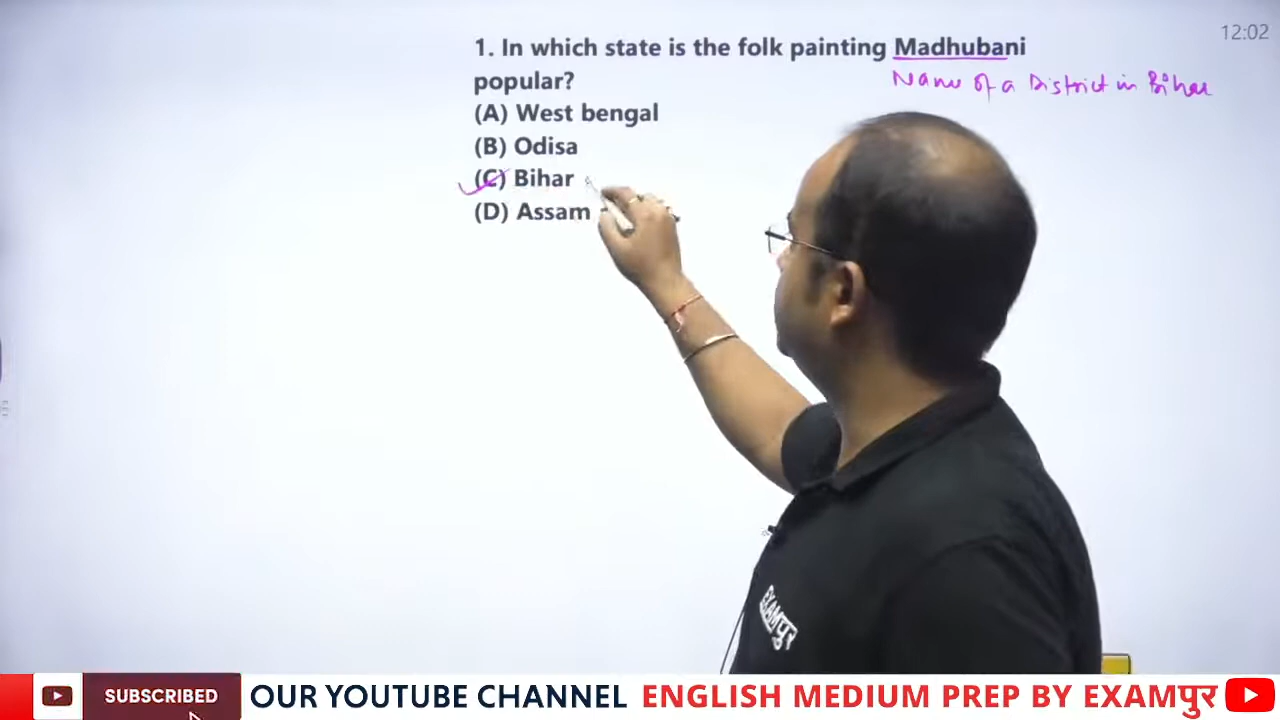 12:02
1. In which state is the folk painting Madhubani
popular?
Name of a District in Bihar
(A) West bengal
(B) Odisa
(C) Bihar
(D) Assam
EXAMपुर
SUBSCRIBED
OUR YOUTUBE CHANNEL ENGLISH MEDIUM PREP BY EXAMपुर